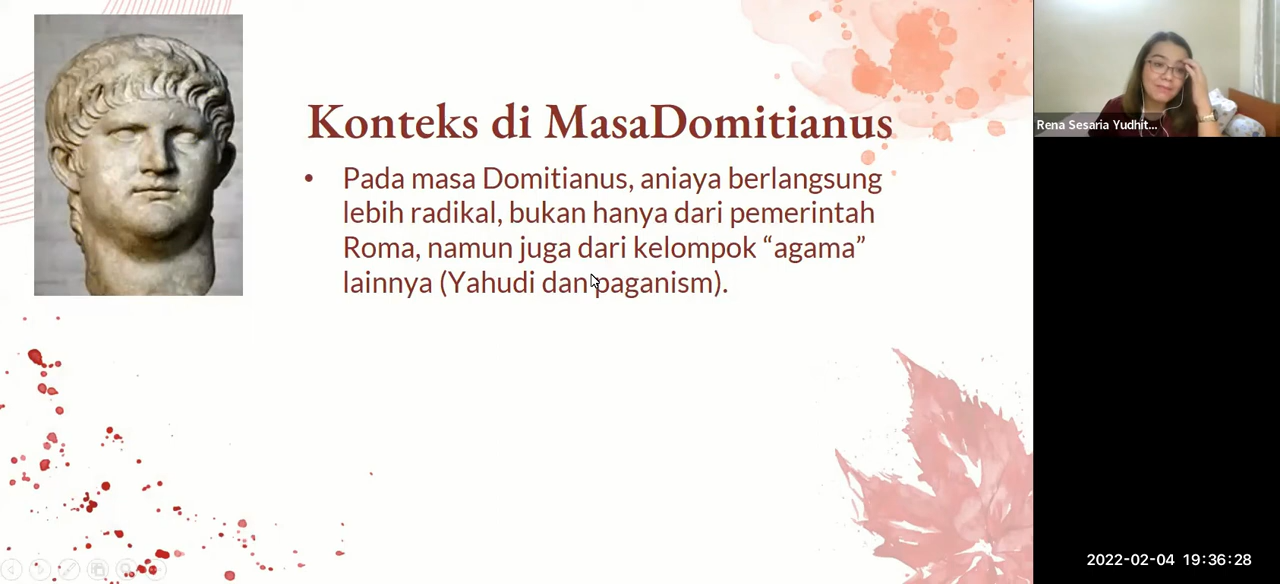 Konteks di MasaDomitianus
• Pada masa Domitianus, aniaya berlangsung
lebih radikal, bukan hanya dari pemerintah
Roma, namun juga dari kelompok “agama”
lainnya (Yahudi dan paganism).
Rena Sesaria Yudhit...
2022-02-04 19:36:28